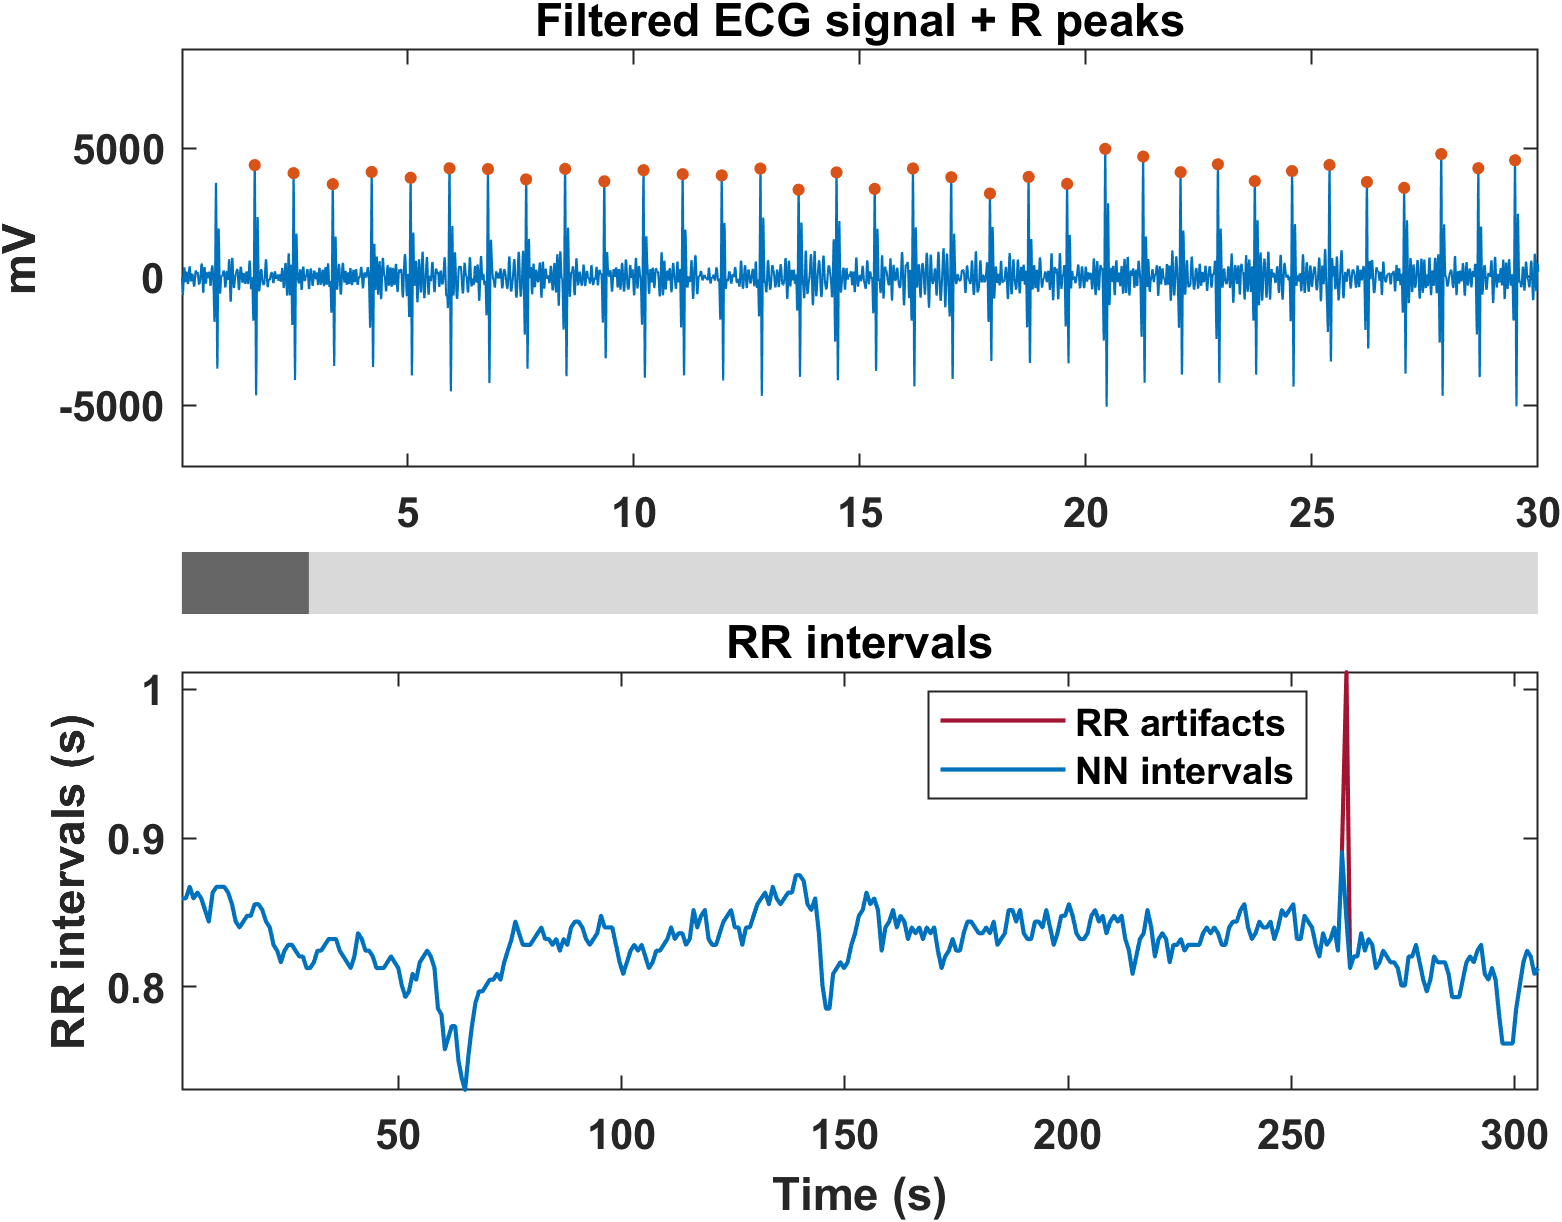 Filtered ECG signal + R peaks
mV
5000
0
-5000
5 10 15 20 25 30
RR intervals
RR intervals (s)
1
0.9
0.8
RR artifacts
NN intervals
50 100 150 200 250 300
Time (s)